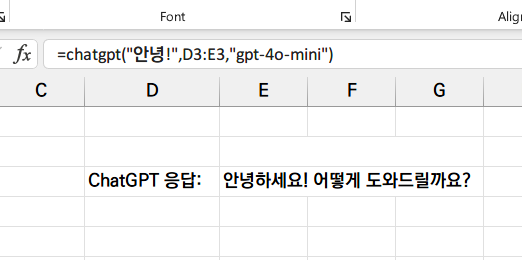 Font
Alig
fx
=chatgpt("안녕!",D3:E3,"gpt-4o-mini")
C D E F G
ChatGPT 응답: 안녕하세요! 어떻게 도와드릴까요?